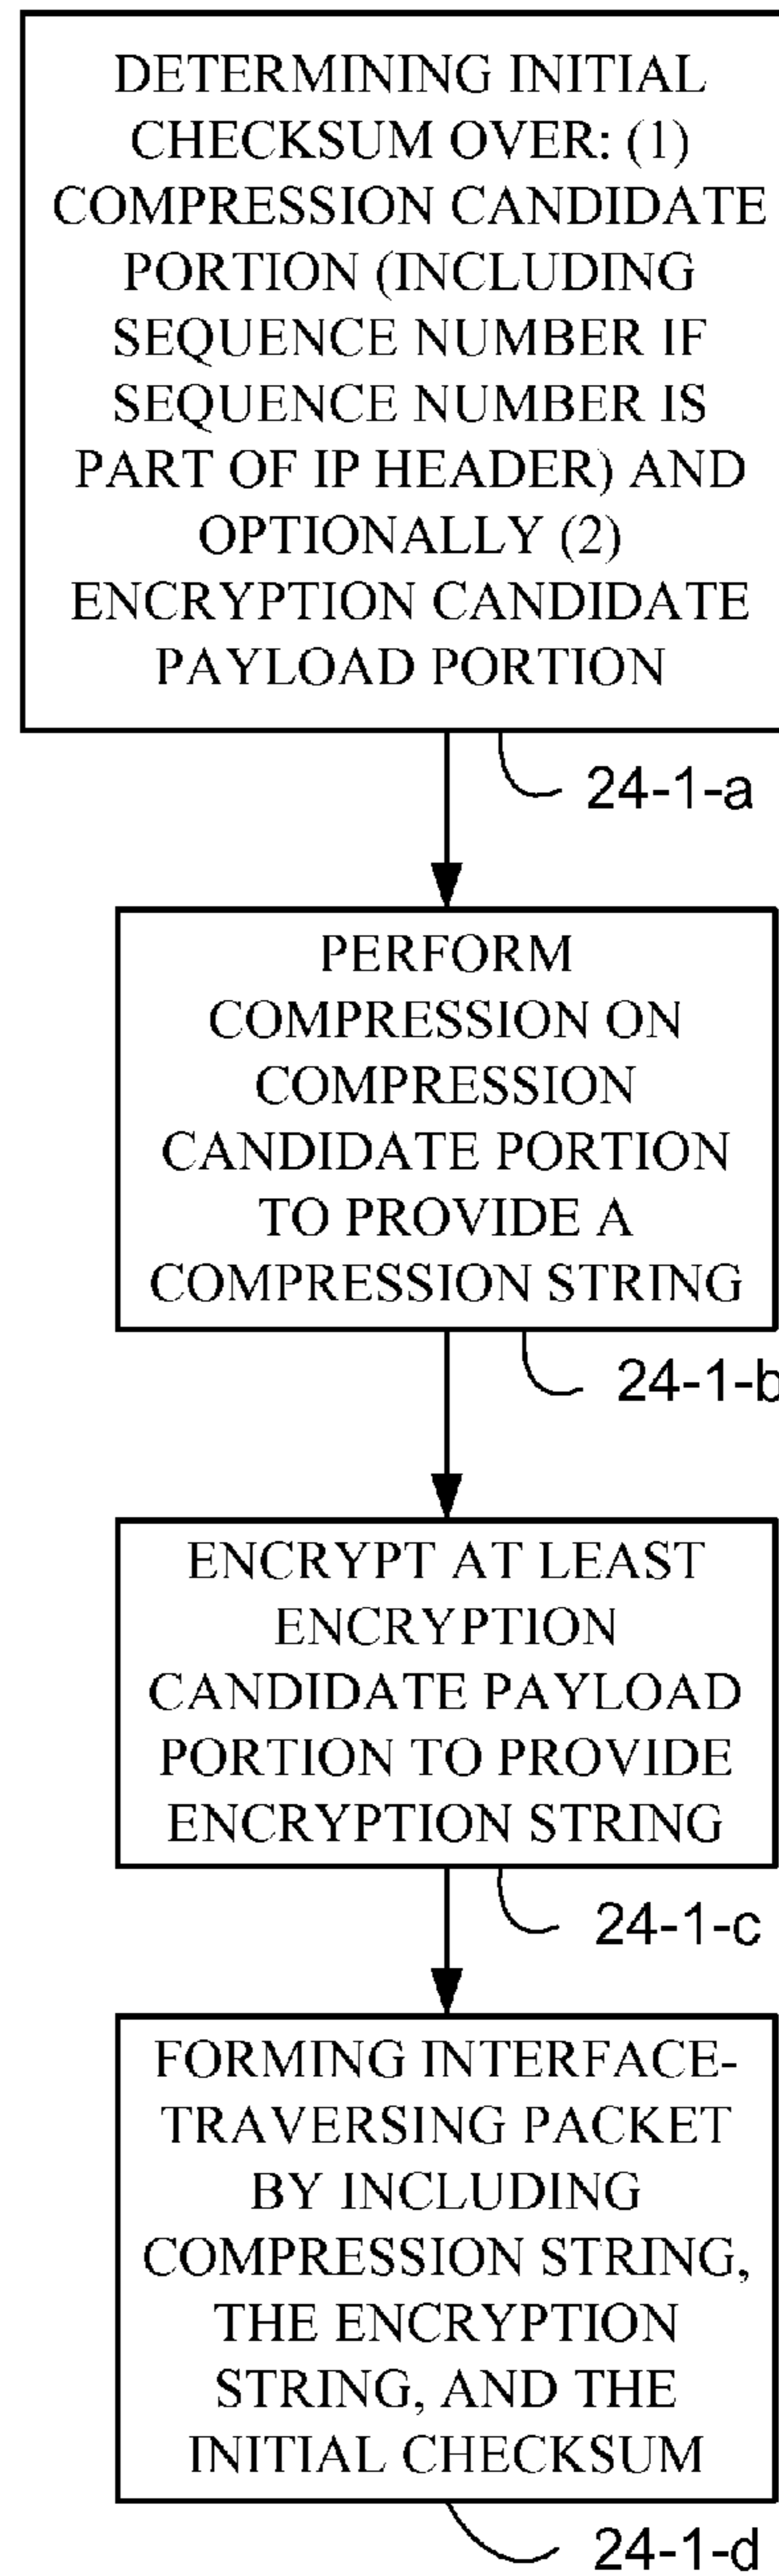 DETERMINING INITIAL
CHECKSUM OVER: (1)
COMPRESSION CANDIDATE
PORTION (INCLUDING
SEQUENCE NUMBER IF
SEQUENCE NUMBER IS
PART OF IP HEADER) AND
OPTIONALLY (2)
ENCRYPTION CANDIDATE
PAYLOAD PORTION
24-1-a
PERFORM
COMPRESSION ON
COMPRESSION
CANDIDATE PORTION
TO PROVIDE A
COMPRESSION STRING
24-1-b
ENCRYPT AT LEAST
ENCRYPTION
CANDIDATE PAYLOAD
PORTION TO PROVIDE
ENCRYPTION STRING
24-1-c
FORMING INTERFACE-
TRAVERSING PACKET
BY INCLUDING
COMPRESSION STRING,
THE ENCRYPTION
STRING, AND THE
INITIAL CHECKSUM
24-1-d